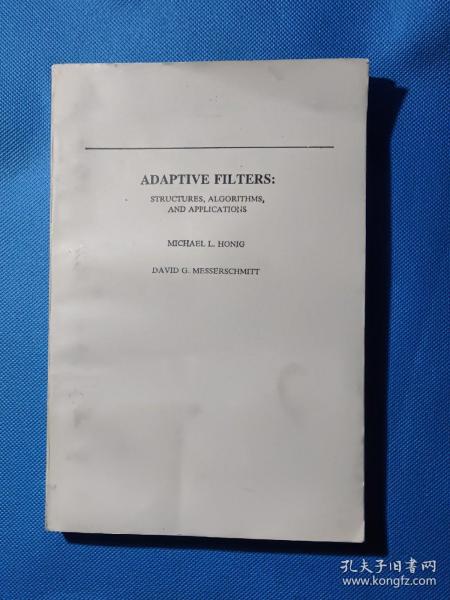 ADAPTIVE FILTERS:
STRUCTURES, ALGORITHMS,
AND APPLICATIONS
MICHAEL L. HONIG
DAVID G. MESSERSCHMITT
孔夫子旧书网
www.kongfz.com